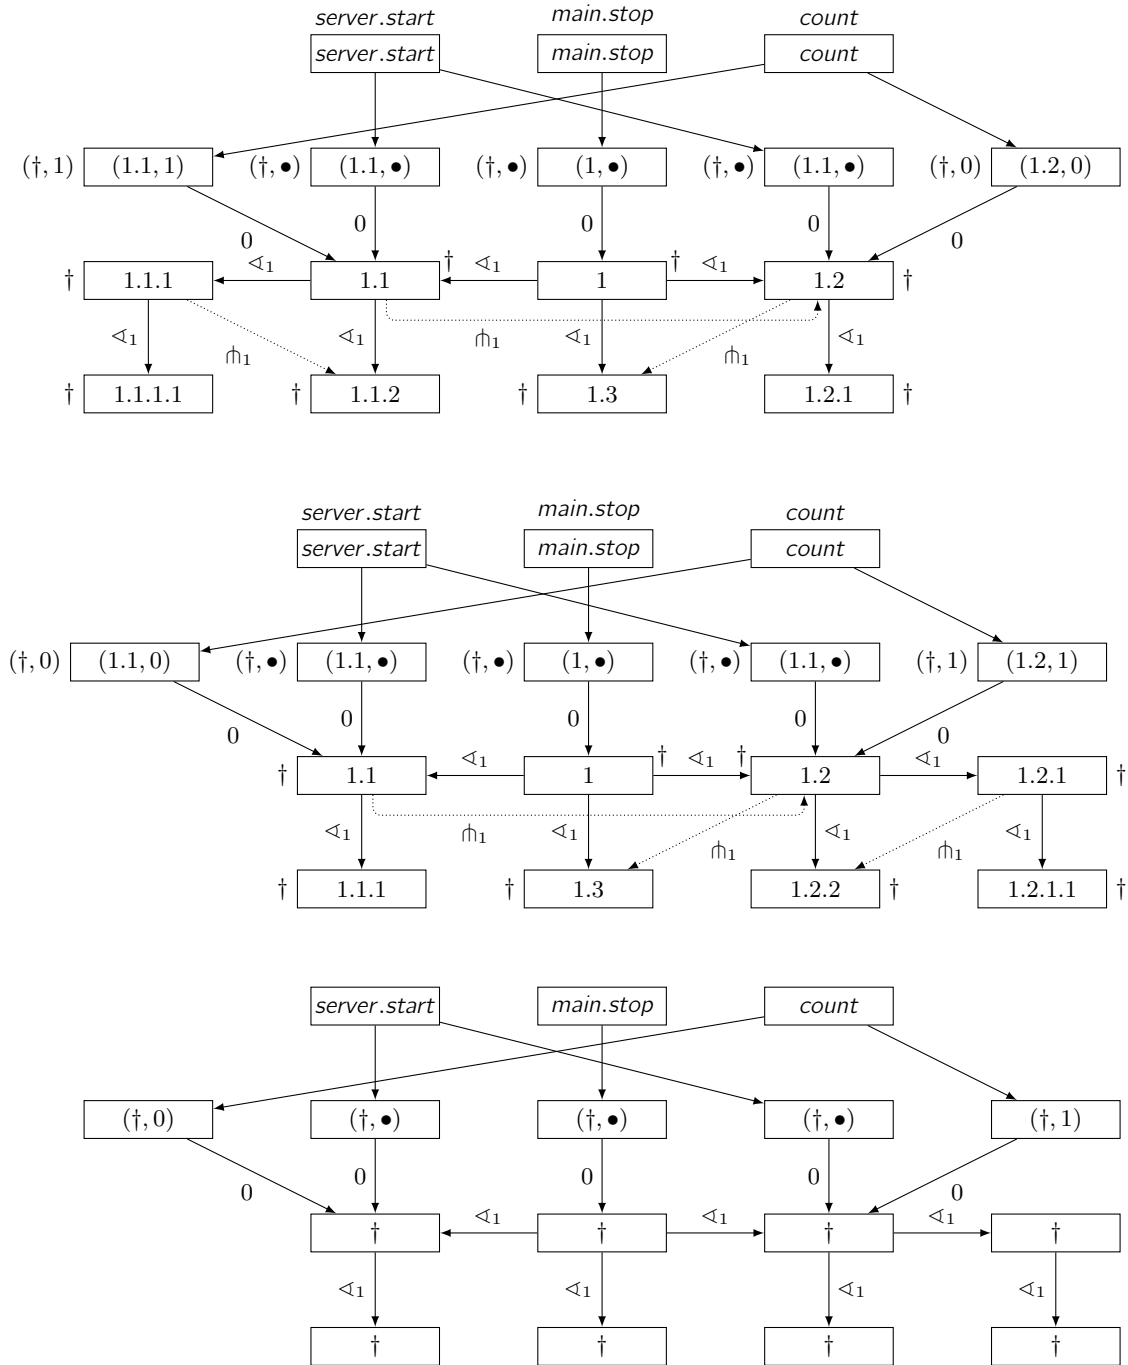 server.start main.stop count
server.start main.stop count
(†, 1) (1.1, 1) (†, •) (1.1, •) (†, •) (1, •) (†, •) (1.1, •) (†, 0) (1.2, 0)
0 0 0 0 0
† 1.1.1 ⊲1 1.1 † ⊲1 1 † ⊲1 1.2 †
⊲1 ⋔1 ⊲1 ⋔1 ⊲1 ⋔1 ⊲1
† 1.1.1.1 † 1.1.2 † 1.3 1.2.1 †
server.start main.stop count
server.start main.stop count
(†, 0) (1.1, 0) (†, •) (1.1, •) (†, •) (1, •) (†, •) (1.1, •) (†, 1) (1.2, 1)
0 0 0 0 0
† 1.1 ⊲1 1 † ⊲1 † 1.2 ⊲1 1.2.1 †
⊲1 ⋔1 ⊲1 ⋔1 ⊲1 ⋔1 ⊲1
† 1.1.1 † 1.3 1.2.2 † 1.2.1.1 †
server.start main.stop count
(†, 0) (†, •) (†, •) (†, •) (†, 1)
0 0 0 0 0
† ⊲1 † ⊲1 † ⊲1 †
⊲1 ⊲1 ⊲1 ⊲1
† † † †